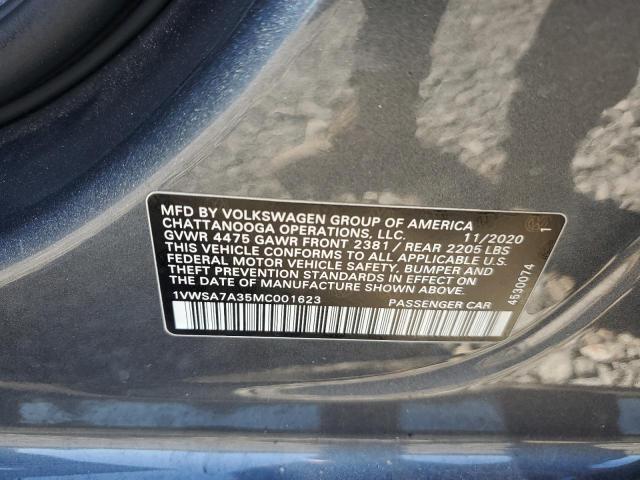 MFD BY VOLKSWAGEN GROUP OF AMERICA
CHATTANOOGA OPERATIONS, LLC. 11/2020
GVWR 4475 GAWR FRONT 2381 / REAR 2205 LBS
THIS VEHICLE CONFORMS TO ALL APPLICABLE U.S.
FEDERAL MOTOR VEHICLE SAFETY, BUMPER AND
THEFT PREVENTION STANDARDS IN EFFECT ON
THE DATE OF MANUFACTURE SHOWN ABOVE.
1VWSA7A35MC001623 PASSENGER CAR
4530074 1